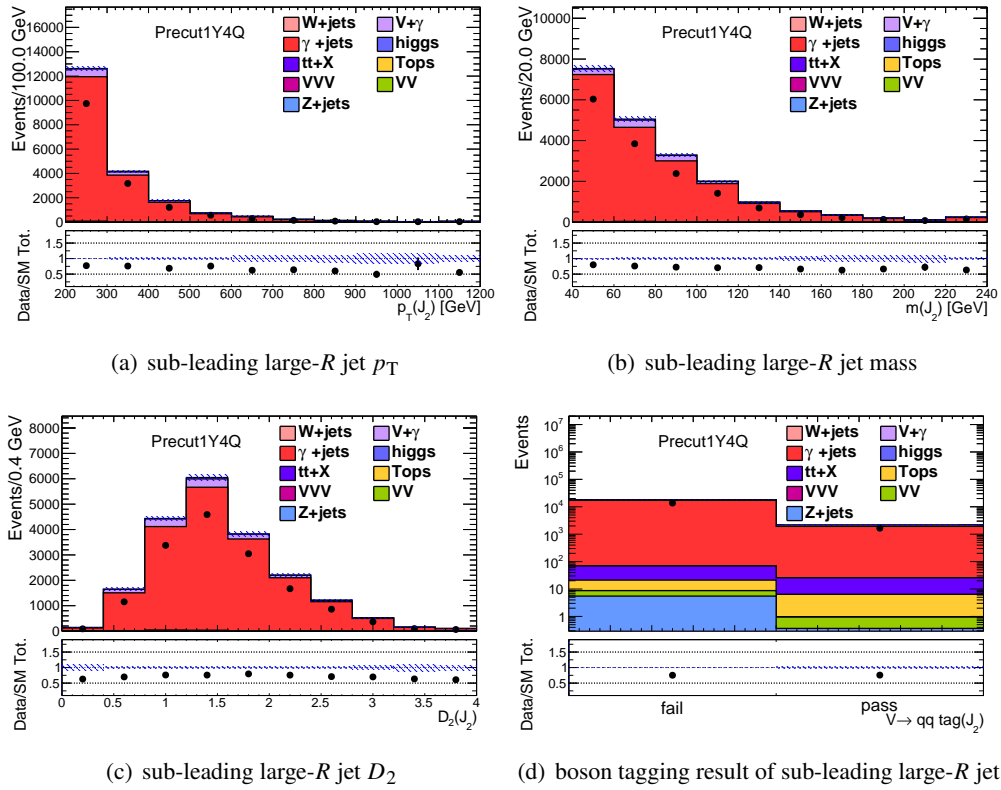 Events/100.0 GeV
16000
14000
12000
10000
8000
6000
4000
2000
0
Precut1Y4Q
W+jets
V+γ
γ +jets
higgs
tt+X
Tops
VVV
VV
Z+jets
Data/SM Tot.
1.5
1
0.5
200 300 400 500 600 700 800 900 1000 1100 1200
p_T(J_2) [GeV]
(a) sub-leading large-R jet p_T
Events/20.0 GeV
10000
8000
6000
4000
2000
0
Precut1Y4Q
W+jets
V+γ
γ +jets
higgs
tt+X
Tops
VVV
VV
Z+jets
Data/SM Tot.
1.5
1
0.5
40 60 80 100 120 140 160 180 200 220 240
m(J_2) [GeV]
(b) sub-leading large-R jet mass
Events/0.4 GeV
8000
7000
6000
5000
4000
3000
2000
1000
0
Precut1Y4Q
W+jets
V+γ
γ +jets
higgs
tt+X
Tops
VVV
VV
Z+jets
Data/SM Tot.
1.5
1
0.5
0 0.5 1 1.5 2 2.5 3 3.5 4
D_2(J_2)
(c) sub-leading large-R jet D_2
Events
10^7
10^6
10^5
10^4
10^3
10^2
10
1
Precut1Y4Q
W+jets
V+γ
γ +jets
higgs
tt+X
Tops
VVV
VV
Z+jets
Data/SM Tot.
1.5
1
0.5
fail pass
V→ qq tag(J_2)
(d) boson tagging result of sub-leading large-R jet